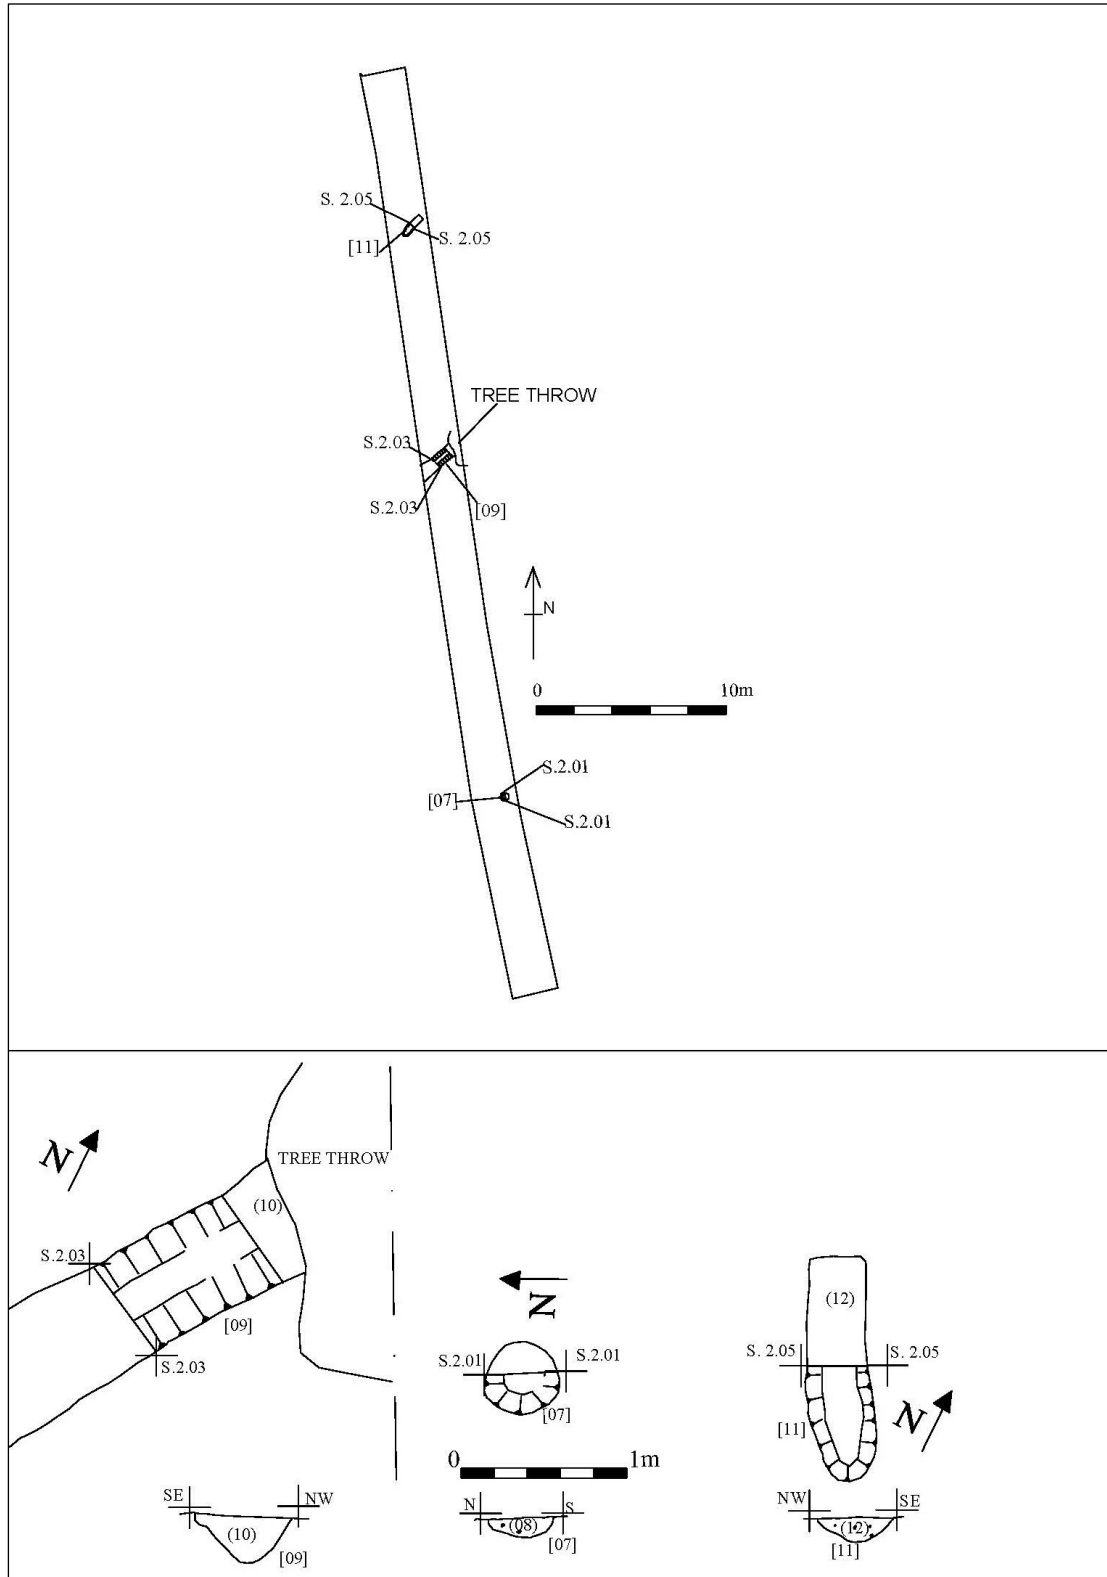 S. 2.05
S. 2.05
[11]
TREE THROW
S.2.03
S.2.03
[09]
N
0 10m
S.2.01
[07]
S.2.01
N
TREE THROW
(10)
S.2.03
[09]
S.2.03
N
S.2.01 S.2.01
[07]
(12)
S. 2.05 S. 2.05
[11]
N
0 1m
SE NW
(10)
[09]
N S
(08)
[07]
NW SE
(12)
[11]